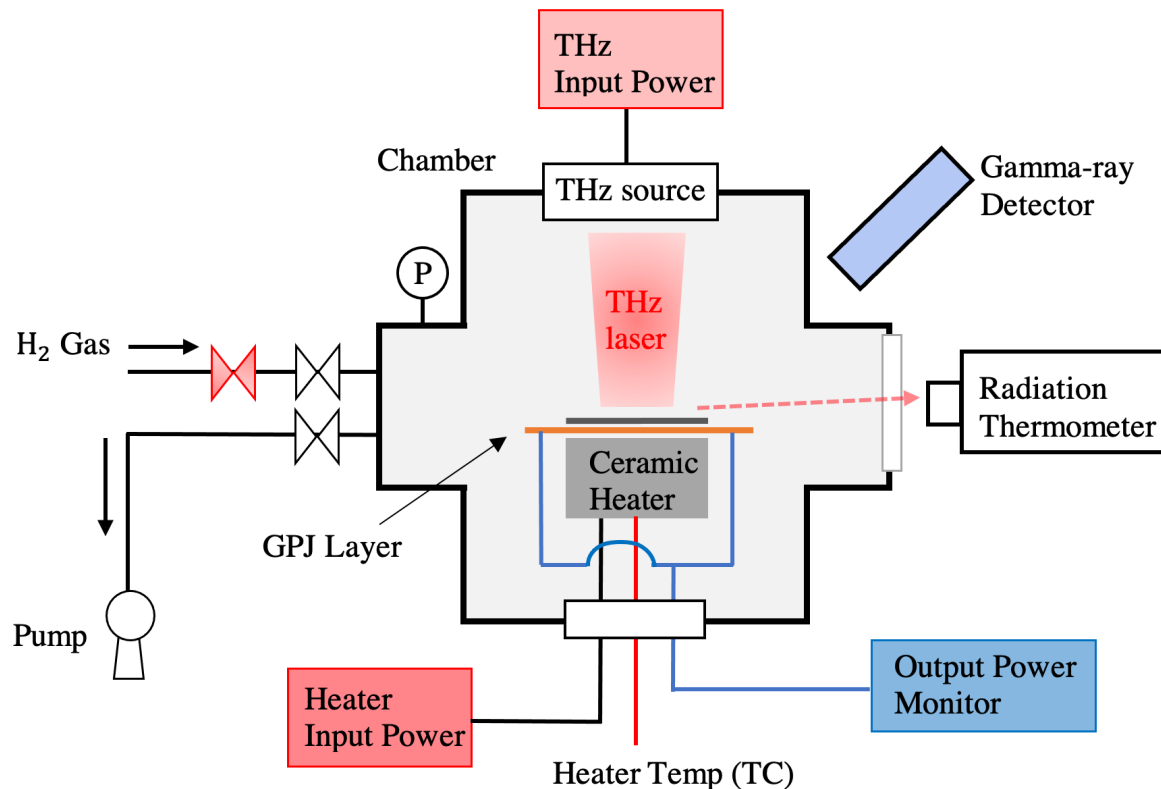 THz
Input Power
Chamber
THz source
Gamma-ray
Detector
P
THz
laser
H₂ Gas
Radiation
Thermometer
Ceramic
Heater
GPJ Layer
Pump
Heater
Input Power
Output Power
Monitor
Heater Temp (TC)